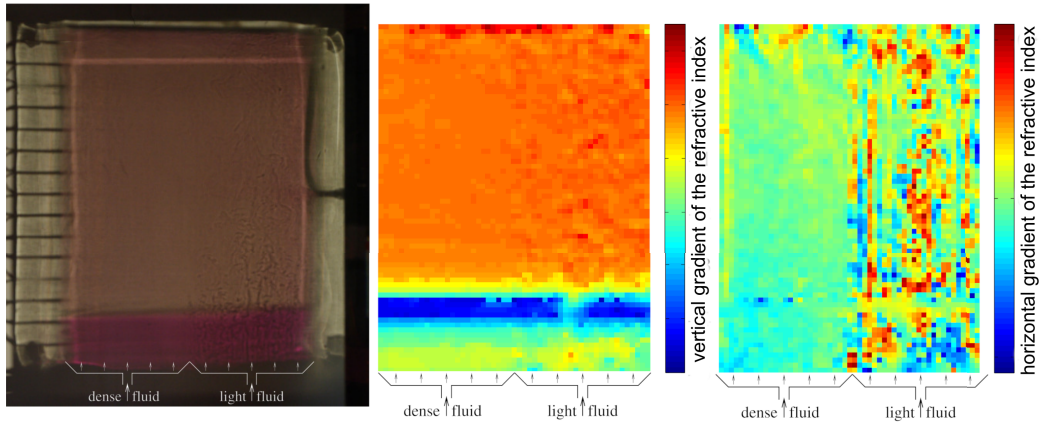 dense fluid
light fluid
dense fluid
light fluid
vertical gradient of the refractive index
dense fluid
light fluid
horizontal gradient of the refractive index